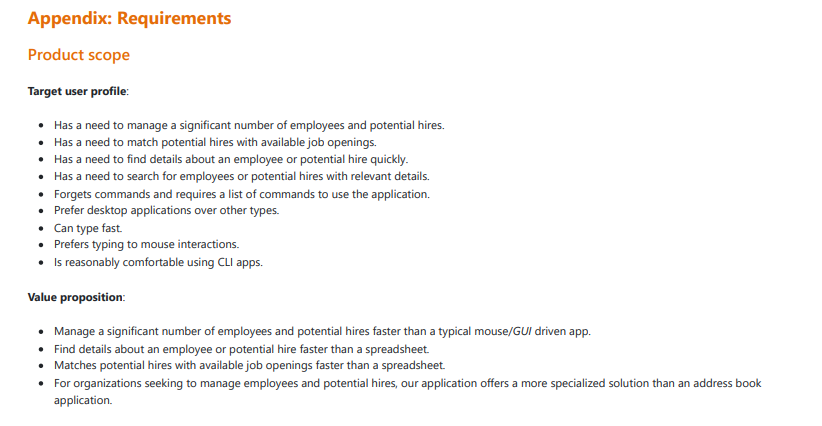 Appendix: Requirements
Product scope
Target user profile:
• Has a need to manage a significant number of employees and potential hires.
• Has a need to match potential hires with available job openings.
• Has a need to find details about an employee or potential hire quickly.
• Has a need to search for employees or potential hires with relevant details.
• Forgets commands and requires a list of commands to use the application.
• Prefer desktop applications over other types.
• Can type fast.
• Prefers typing to mouse interactions.
• Is reasonably comfortable using CLI apps.
Value proposition:
• Manage a significant number of employees and potential hires faster than a typical mouse/GUI driven app.
• Find details about an employee or potential hire faster than a spreadsheet.
• Matches potential hires with available job openings faster than a spreadsheet.
• For organizations seeking to manage employees and potential hires, our application offers a more specialized solution than an address book
application.